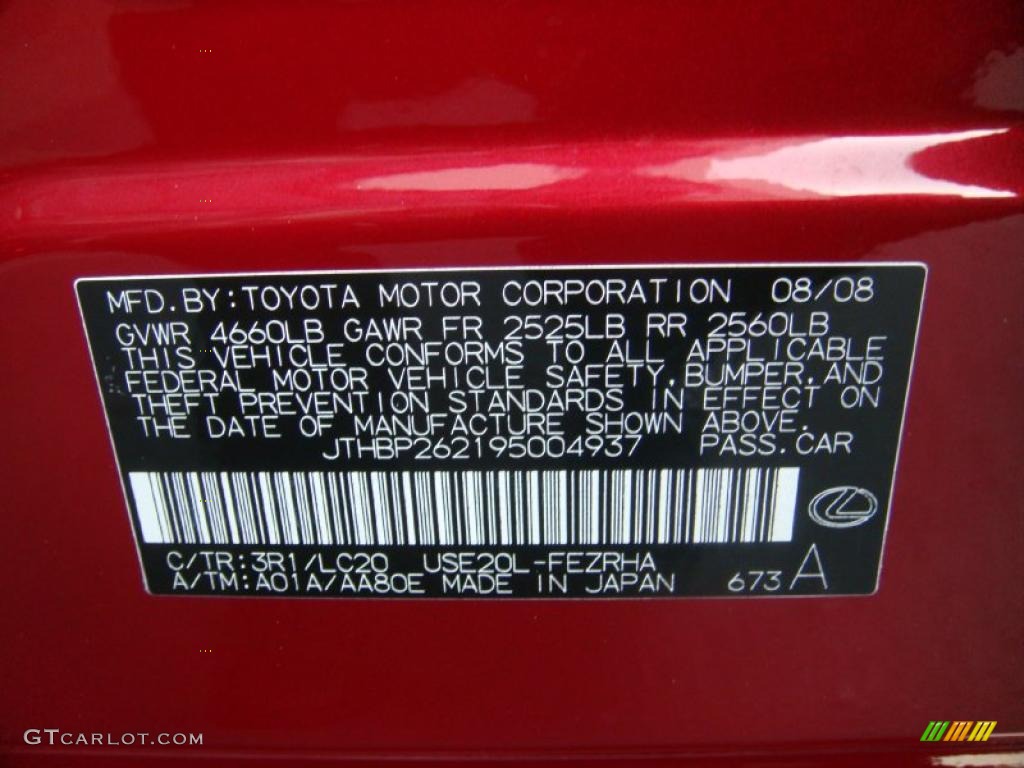 MFD.BY:TOYOTA MOTOR CORPORATION 08/08
GVWR 4660LB GAWR FR 2525LB RR 2560LB
THIS VEHICLE CONFORMS TO ALL APPLICABLE
FEDERAL MOTOR VEHICLE SAFETY,BUMPER,AND
THEFT PREVENTION STANDARDS IN EFFECT ON
THE DATE OF MANUFACTURE SHOWN ABOVE.
JTHBP262195004937 PASS.CAR
C/TR:3R1/LC20 USE20L-FEZRHA
A/TM:A01A/AA80E MADE IN JAPAN 673 A
GTCARLOT.COM